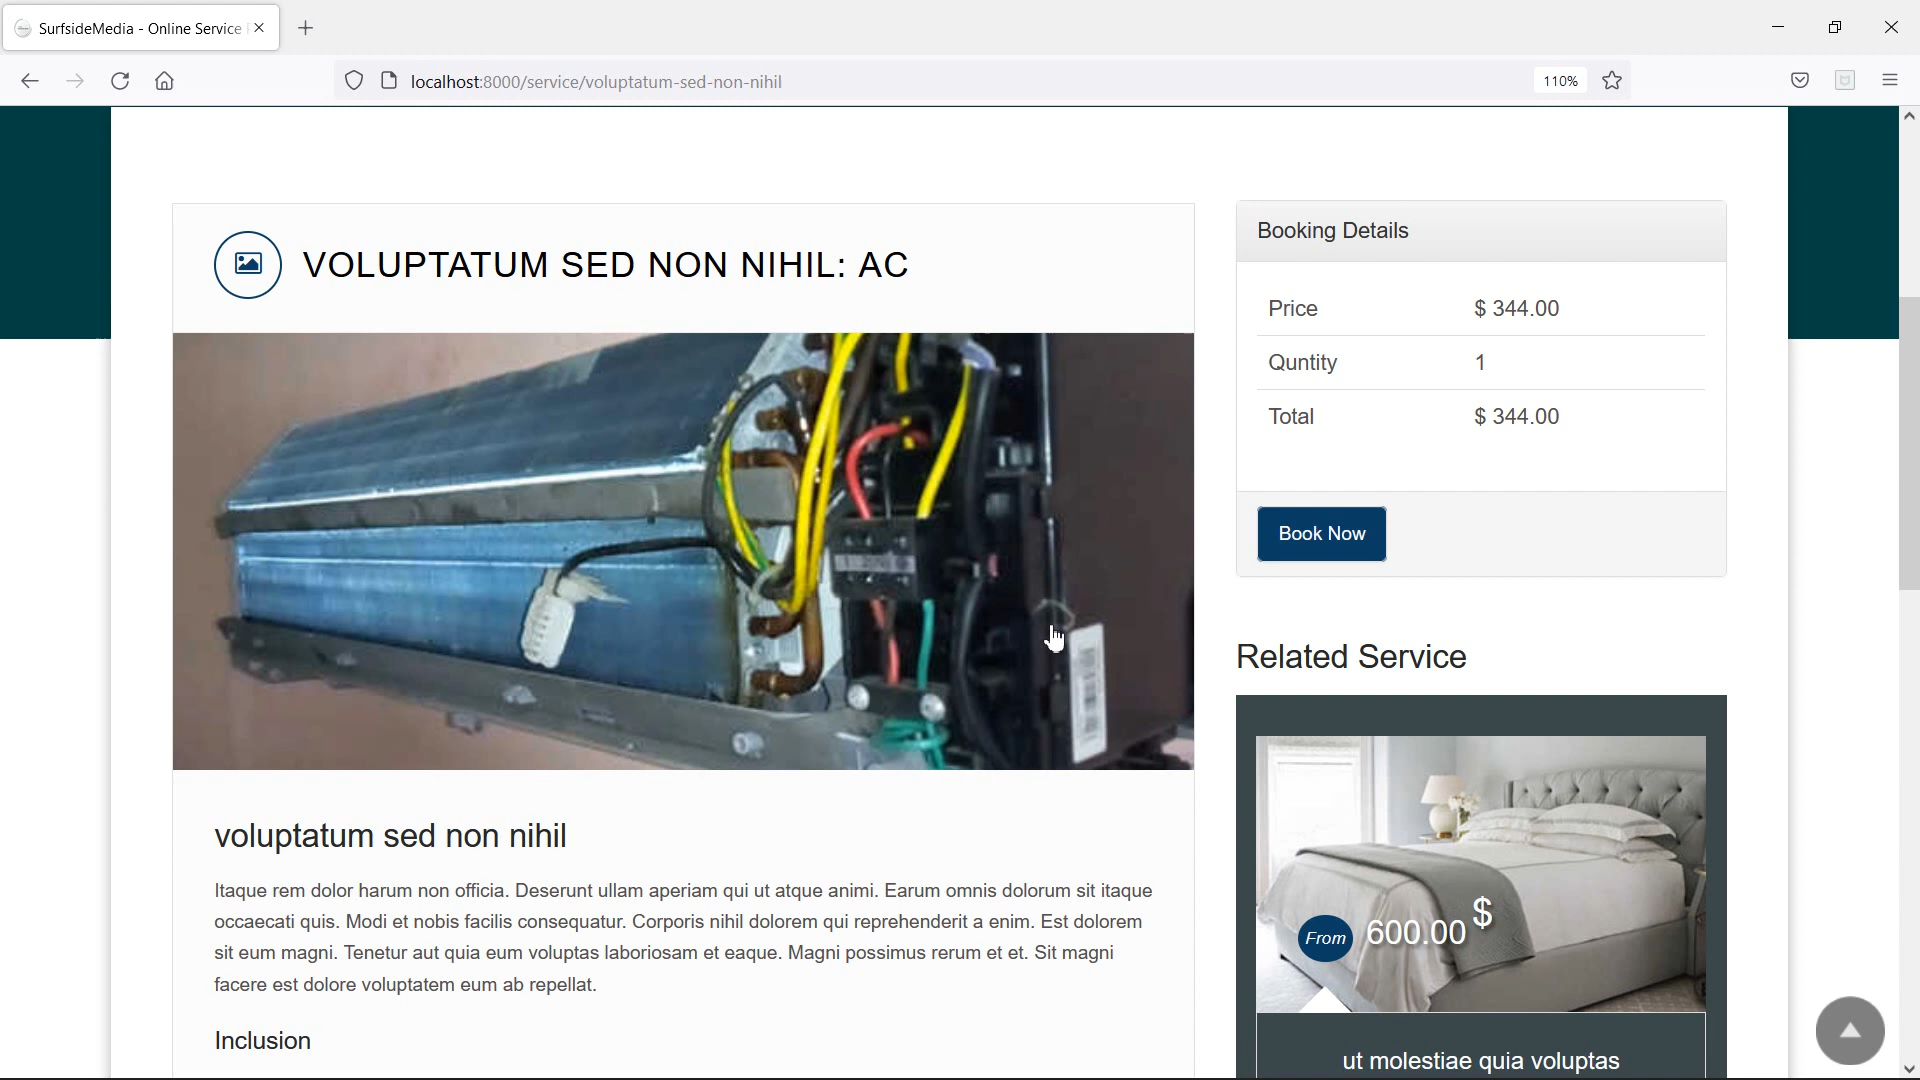 SurfsideMedia - Online Service
localhost:8000/service/voluptatum-sed-non-nihil
110%
VOLUPTATUM SED NON NIHIL: AC
Booking Details
Price $ 344.00
Quntity 1
Total $ 344.00
Book Now
Related Service
From 600.00 $
ut molestiae quia voluptas
voluptatum sed non nihil
Itaque rem dolor harum non officia. Deserunt ullam aperiam qui ut atque animi. Earum omnis dolorum sit itaque
occaecati quis. Modi et nobis facilis consequatur. Corporis nihil dolorem qui reprehenderit a enim. Est dolorem
sit eum magni. Tenetur aut quia eum voluptas laboriosam et eaque. Magni possimus rerum et et. Sit magni
facere est dolore voluptatem eum ab repellat.
Inclusion